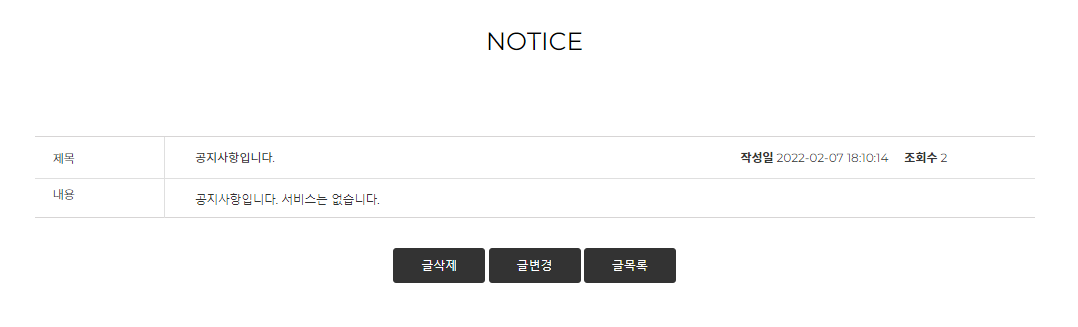 NOTICE
제목 공지사항입니다. 작성일 2022-02-07 18:10:14 조회수 2
내용 공지사항입니다. 서비스는 없습니다.
글삭제 글변경 글목록